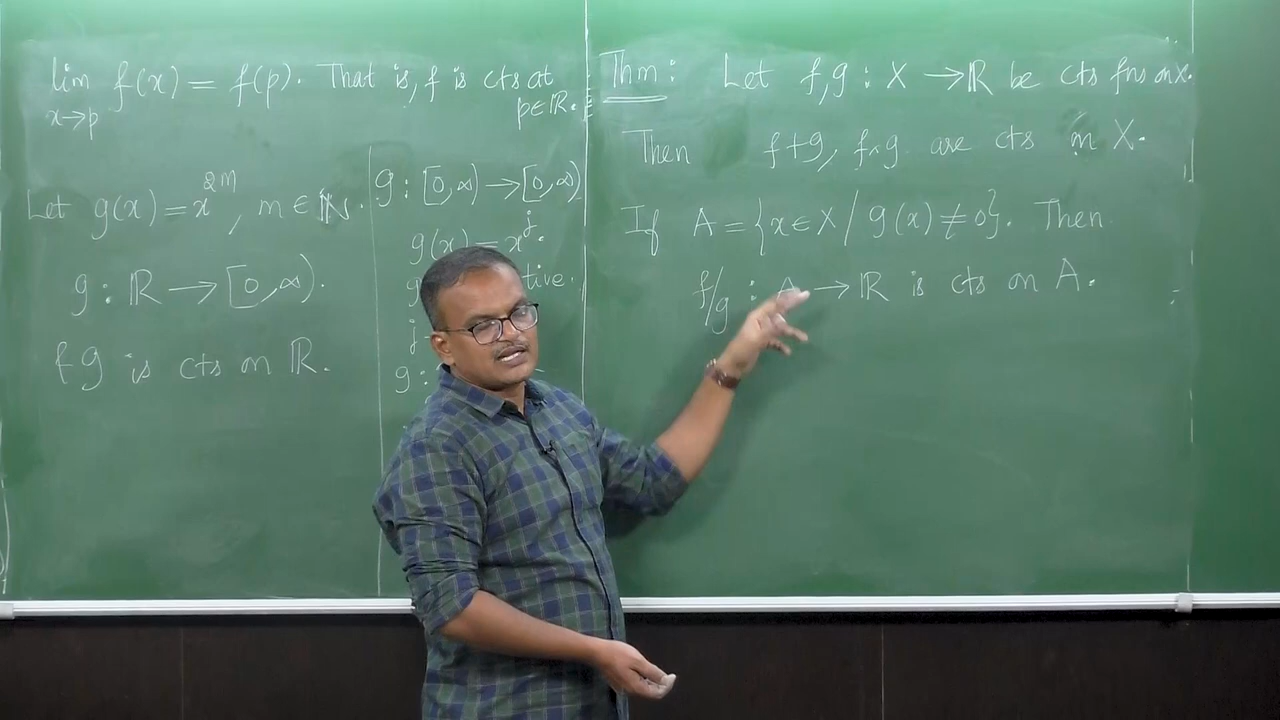 lim f(x) = f(p). That is, f is cts at
x→p
p∈ℝ.
Let g(x) = x^{2m}, m ∈ ℕ.
g : ℝ → [0, ∞).
f g is cts on ℝ.
g : [0, ∞) → [0, ∞)
g(x) = x^j.
g
j
g :
Thm : Let f, g : X → ℝ be cts fns on X.
Then f+g, f×g are cts on X.
If A = {x ∈ X / g(x) ≠ 0}. Then
f/g : A → ℝ is cts on A.